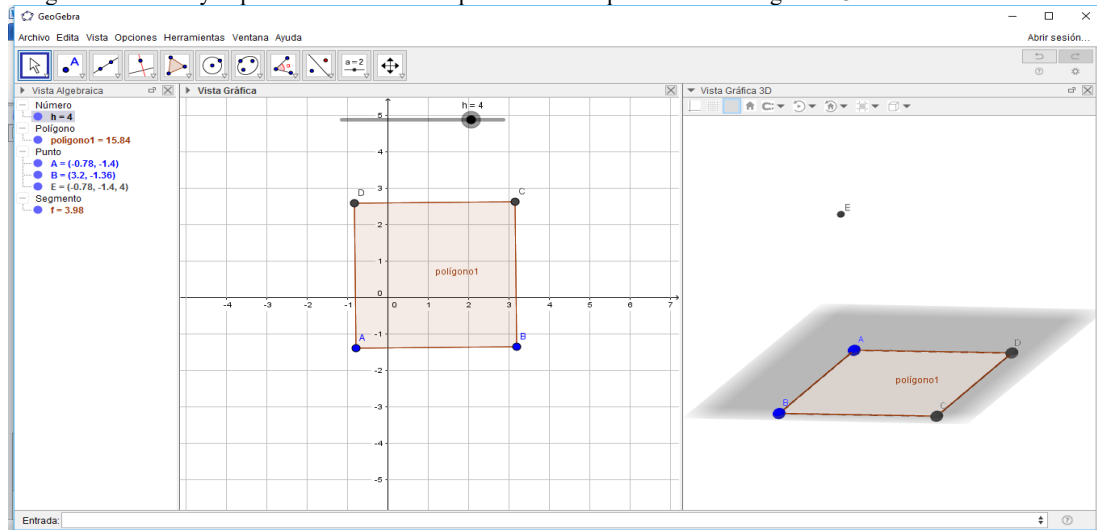 GeoGebra
Archivo Edita Vista Opciones Herramientas Ventana Ayuda
Abrir sesión...
A
a=2
Vista Algebraica
Número
h = 4
Polígono
polígono1 = 15.84
Punto
A = (-0.78, -1.4)
B = (3.2, -1.36)
E = (-0.78, -1.4, 4)
Segmento
f = 3.98
Vista Gráfica
h = 4
5
4
D
C
3
2
polígono1
1
0
-4 -3 -2 -1 0 1 2 3 4 5 6 7
A
B
-1
-2
-3
-4
-5
Vista Gráfica 3D
E
A
D
polígono1
B
C
Entrada: